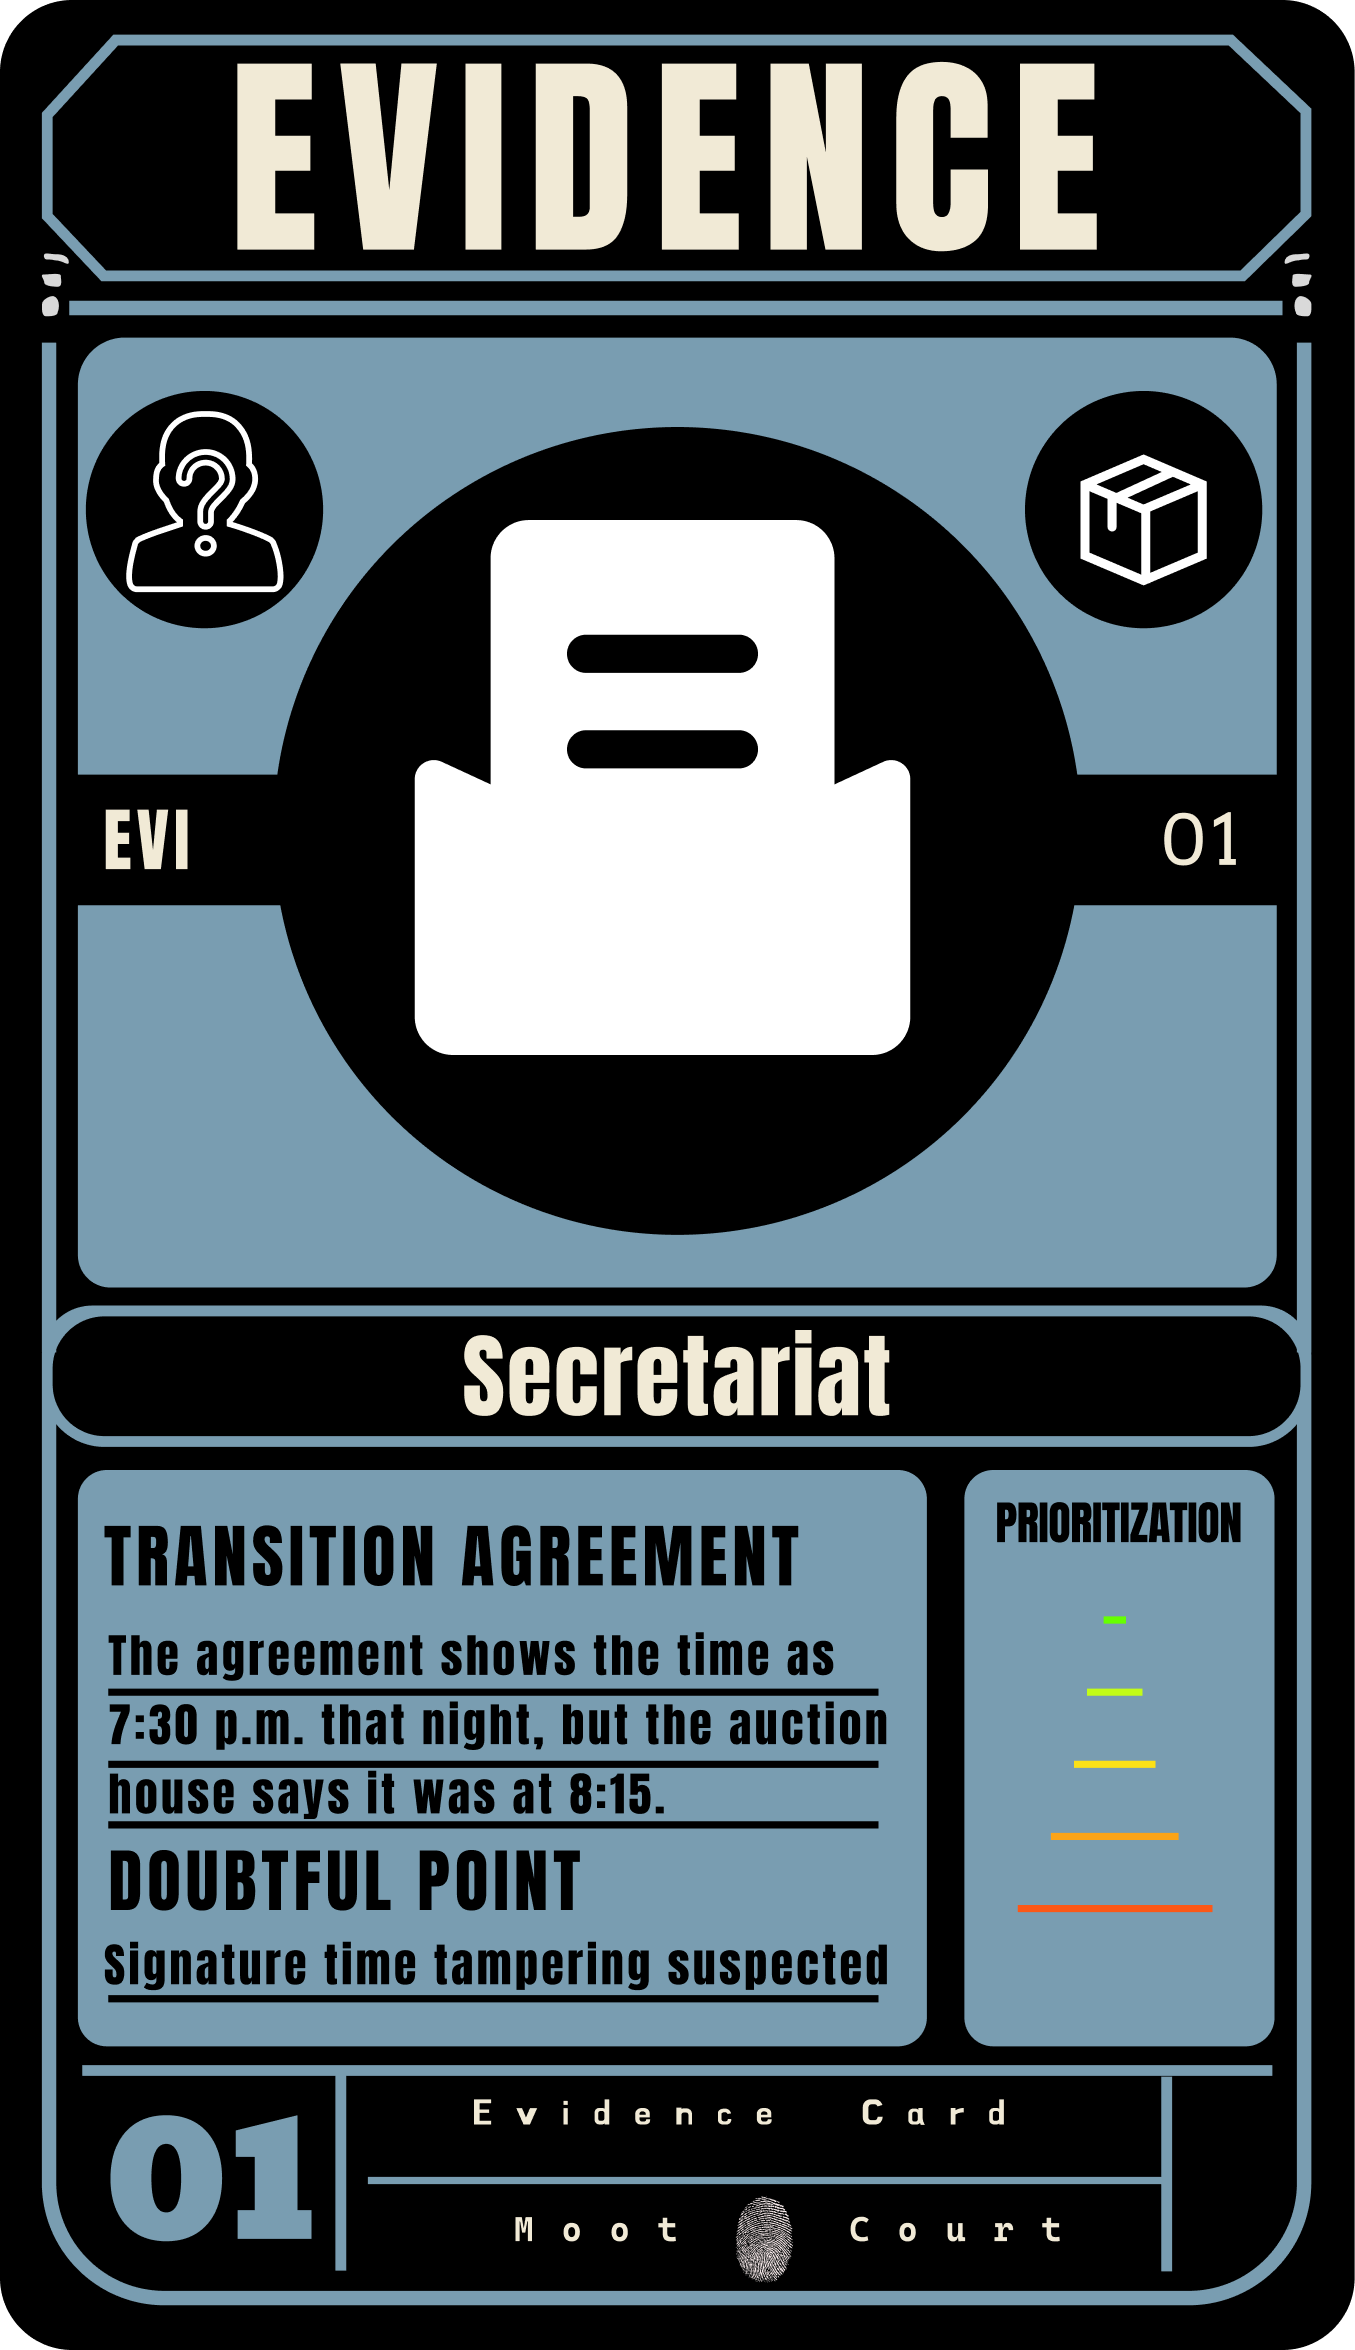 EVIDENCE
EVI
01
Secretariat
TRANSITION AGREEMENT
The agreement shows the time as
7:30 p.m. that night, but the auction
house says it was at 8:15.
DOUBTFUL POINT
Signature time tampering suspected
PRIORITIZATION
01
Evidence Card
Moot Court